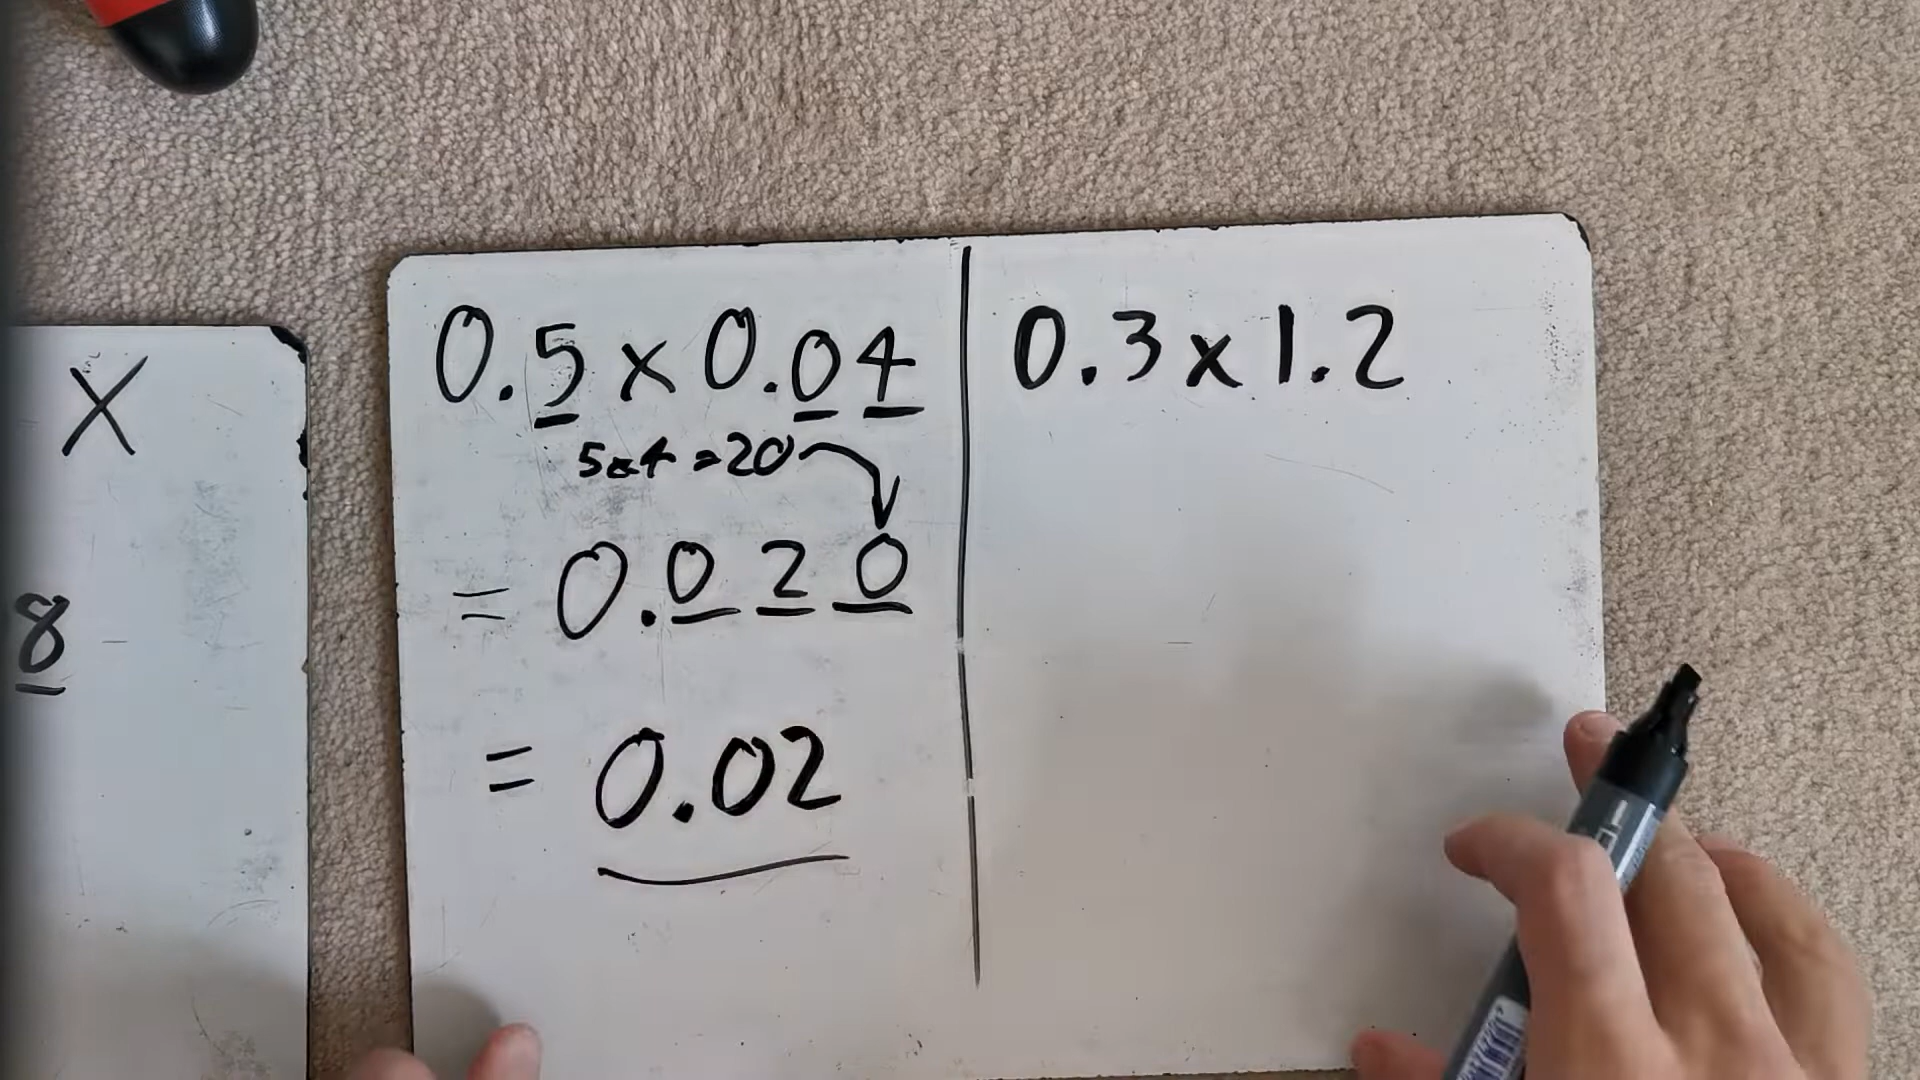 X
8
0.5 x 0.04
5x4 = 20
= 0.020
= 0.02
0.3 x 1.2